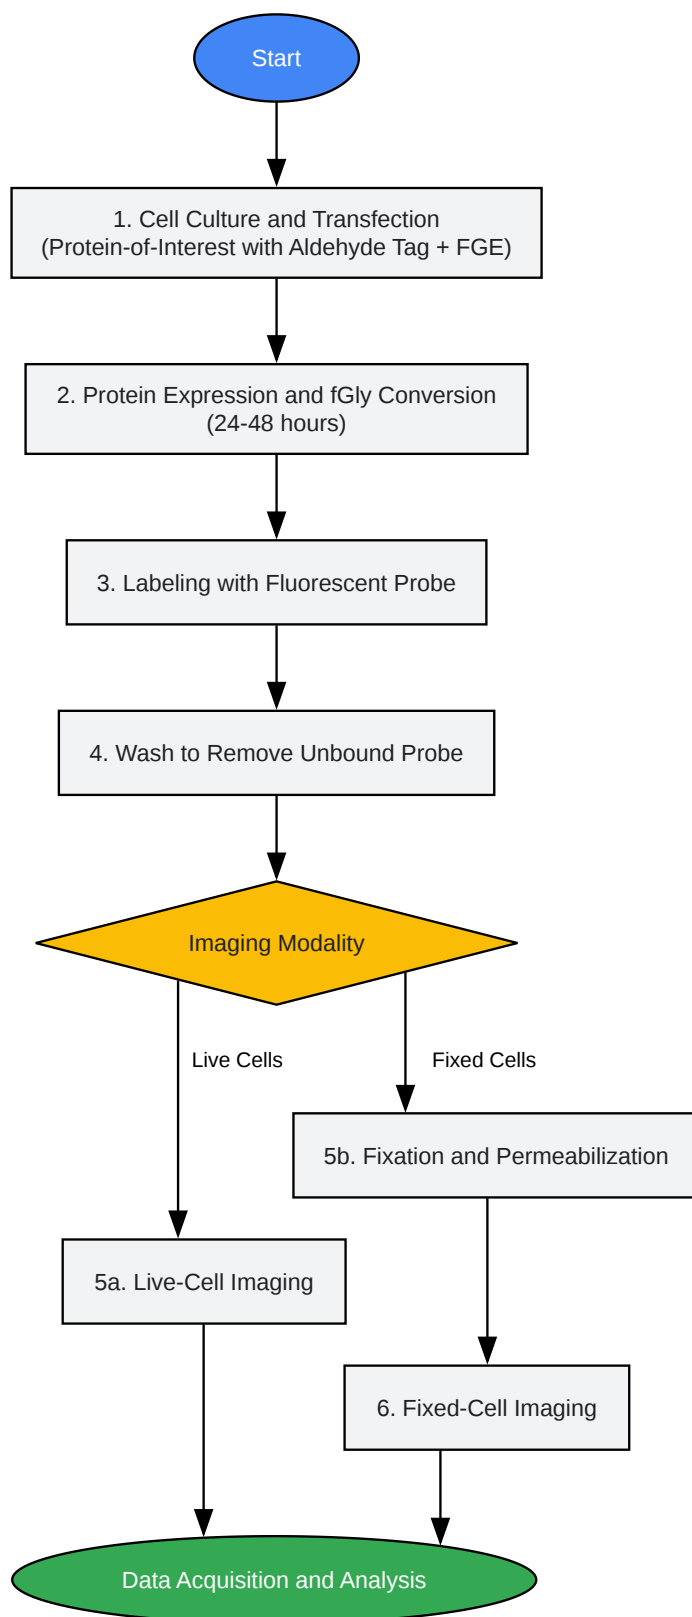 Start
1. Cell Culture and Transfection
(Protein-of-Interest with Aldehyde Tag + FGE)
2. Protein Expression and fGly Conversion
(24-48 hours)
3. Labeling with Fluorescent Probe
4. Wash to Remove Unbound Probe
Imaging Modality
Live Cells
Fixed Cells
5b. Fixation and Permeabilization
5a. Live-Cell Imaging
6. Fixed-Cell Imaging
Data Acquisition and Analysis